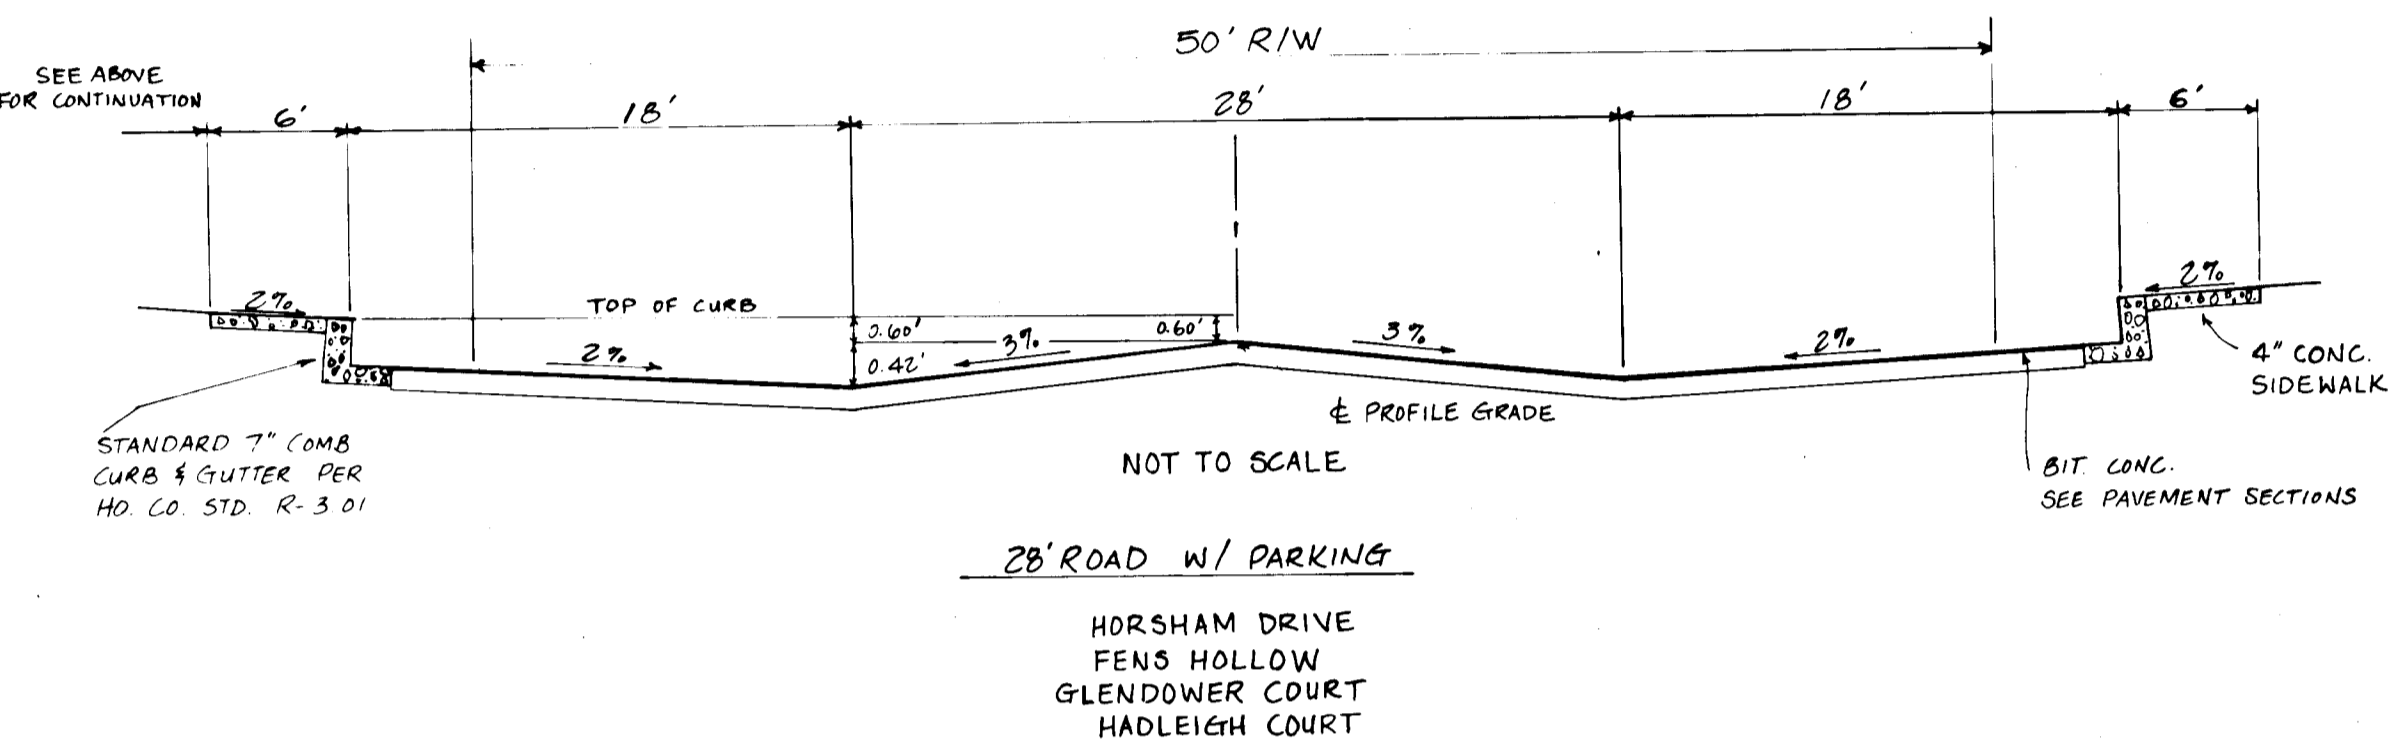 50' R/W
SEE ABOVE
FOR CONTINUATION
6'
18'
28'
18'
6'
2%
TOP OF CURB
0.60'
0.60'
0.42'
2%
3%
3%
2%
2%
4" CONC.
SIDEWALK
℄ PROFILE GRADE
NOT TO SCALE
STANDARD 7" COMB
CURB & GUTTER PER
HO. CO. STD. R-3.01
BIT. CONC.
SEE PAVEMENT SECTIONS
28' ROAD W/ PARKING
HORSHAM DRIVE
FENS HOLLOW
GLENDOWER COURT
HADLEIGH COURT